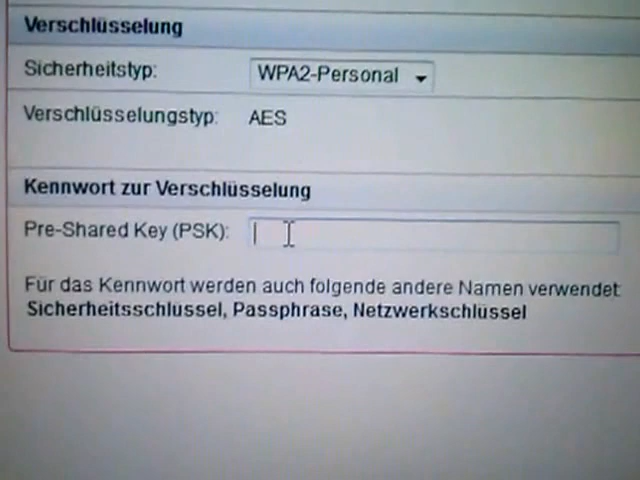 Verschlüsselung
Sicherheitstyp: WPA2-Personal
Verschlüsselungstyp: AES
Kennwort zur Verschlüsselung
Pre-Shared Key (PSK):
Für das Kennwort werden auch folgende andere Namen verwendet
Sicherheitsschlüssel, Passphrase, Netzwerkschlüssel